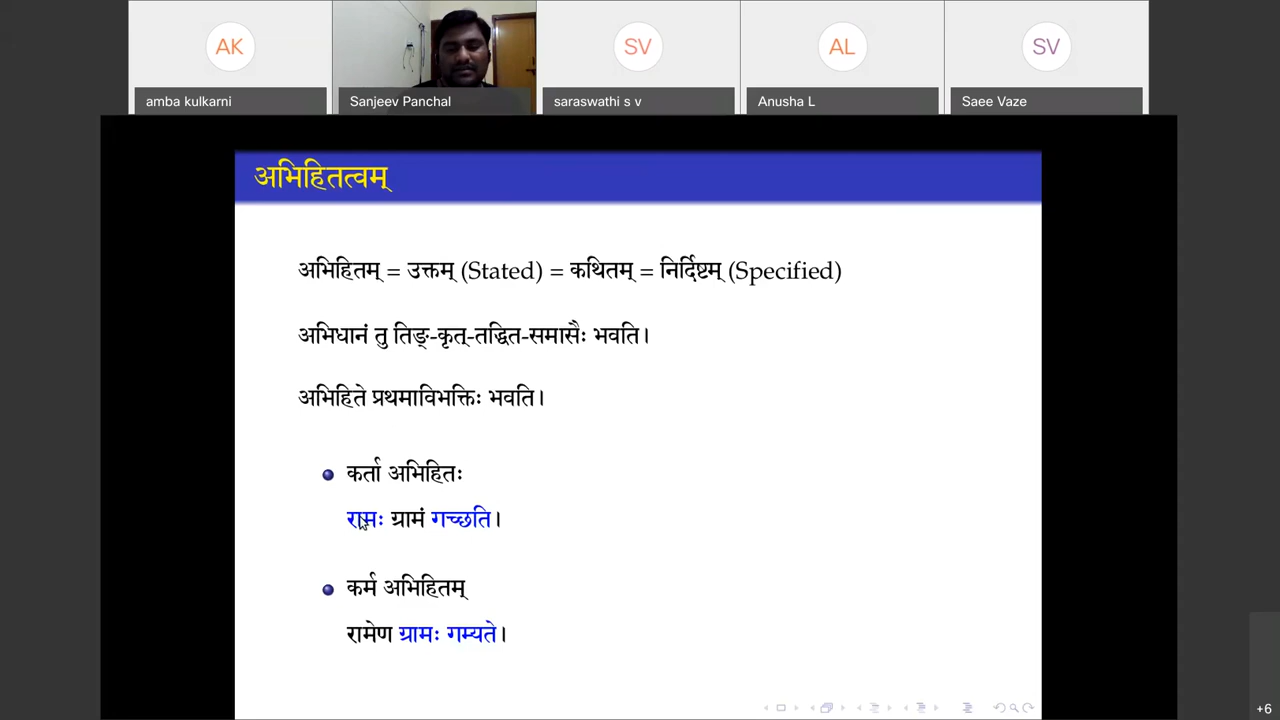 AK
SV
AL
SV
amba kulkarni
Sanjeev Panchal
saraswathi s v
Anusha L
Saee Vaze
अभिहितत्वम्
अभिहितम् = उक्तम् (Stated) = कथितम् = निर्दिष्टम् (Specified)
अभिधानं तु तिङ्-कृत्-तद्धित-समासैः भवति।
अभिहिते प्रथमाविभक्तिः भवति।
कर्ता अभिहितः
रामः ग्रामं गच्छति।
कर्म अभिहितम्
रामेण ग्रामः गम्यते।
+6